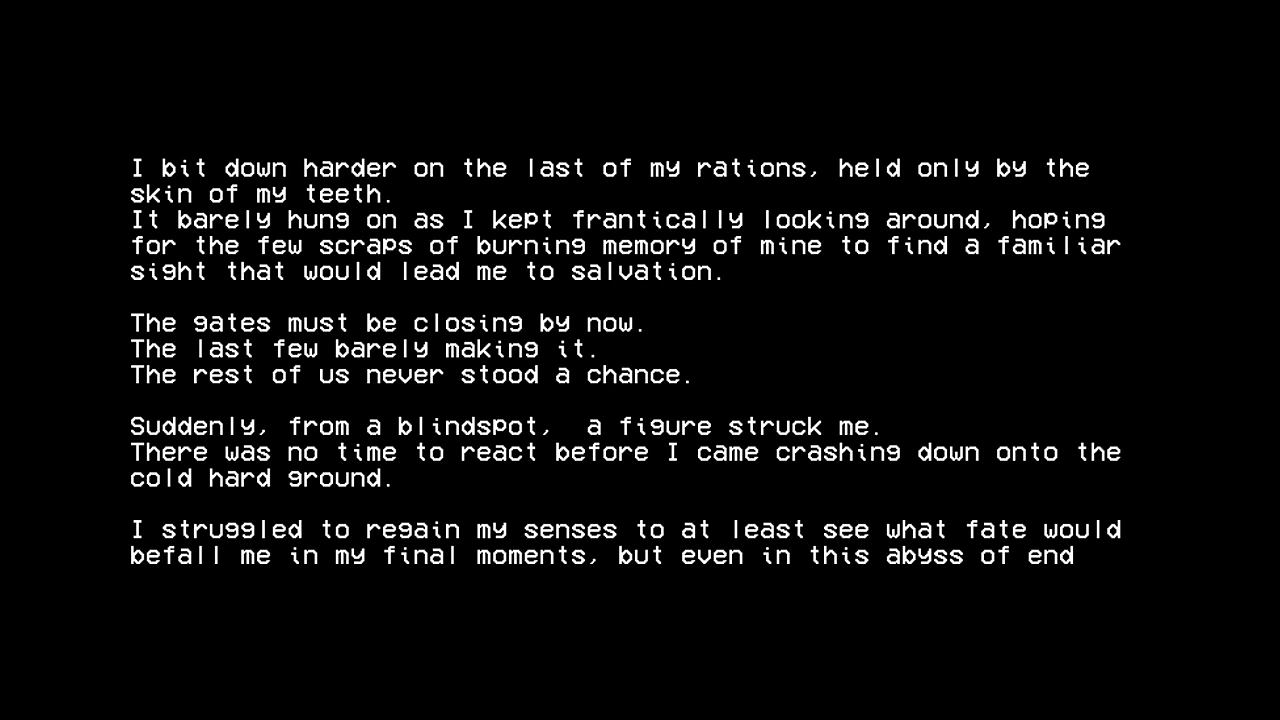 I bit down harder on the last of my rations, held only by the
skin of my teeth.
It barely hung on as I kept frantically looking around, hoping
for the few scraps of burning memory of mine to find a familiar
sight that would lead me to salvation.
The gates must be closing by now.
The last few barely making it.
The rest of us never stood a chance.
Suddenly, from a blindspot,  a figure struck me.
There was no time to react before I came crashing down onto the
cold hard ground.
I struggled to regain my senses to at least see what fate would
befall me in my final moments, but even in this abyss of end